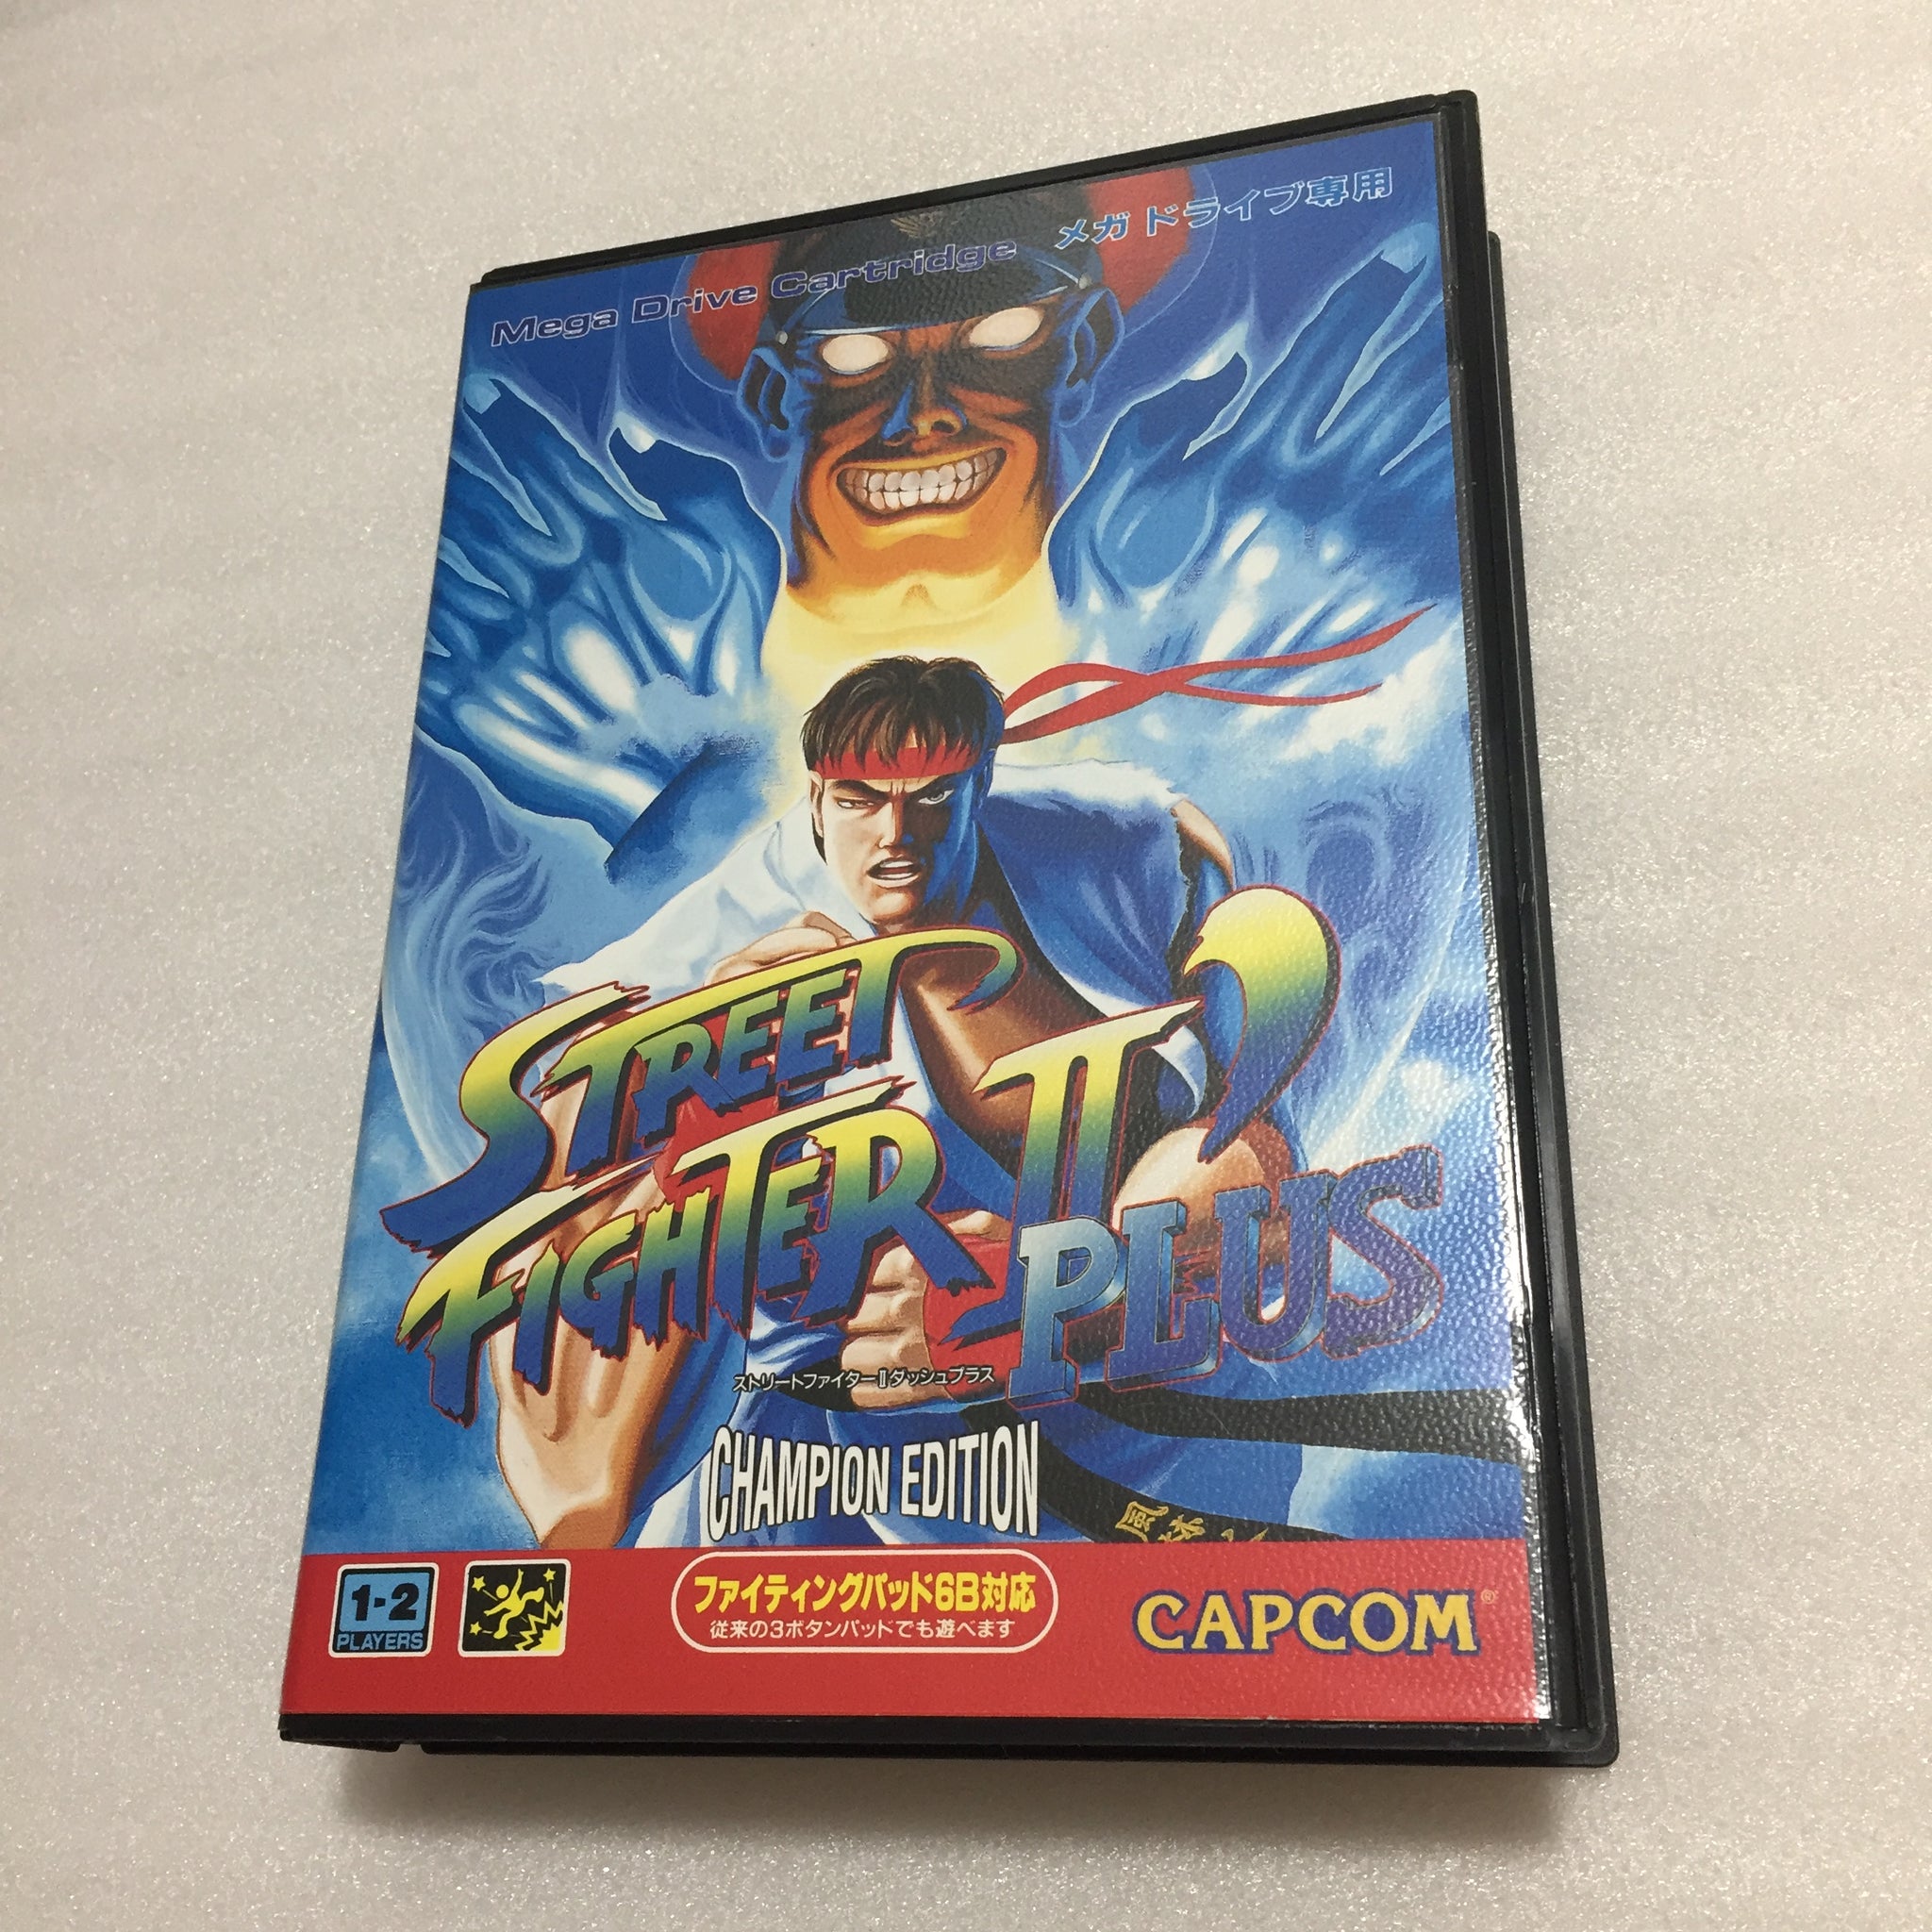 Mega Drive Cartridge メガドライブ専用
STREET
FIGHTER II'
PLUS
ストリートファイターⅡダッシュプラス
CHAMPION EDITION
風林
1-2
PLAYERS
ファイティングパッド6B対応
従来の3ボタンパッドでも遊べます
CAPCOM®